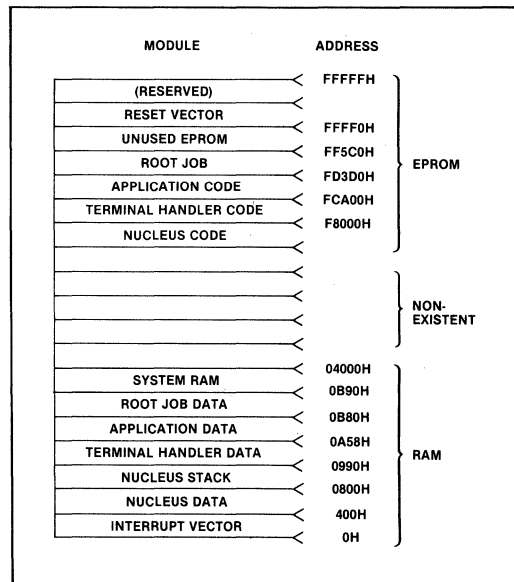 MODULE ADDRESS
FFFFFH
(RESERVED)
RESET VECTOR
FFFF0H
UNUSED EPROM
FF5C0H
ROOT JOB
EPROM
FD3D0H
APPLICATION CODE
FCA00H
TERMINAL HANDLER CODE
F8000H
NUCLEUS CODE
NON-
EXISTENT
04000H
SYSTEM RAM
0B90H
ROOT JOB DATA
0B80H
APPLICATION DATA
0A58H
TERMINAL HANDLER DATA
RAM
0990H
NUCLEUS STACK
0800H
NUCLEUS DATA
400H
INTERRUPT VECTOR
0H